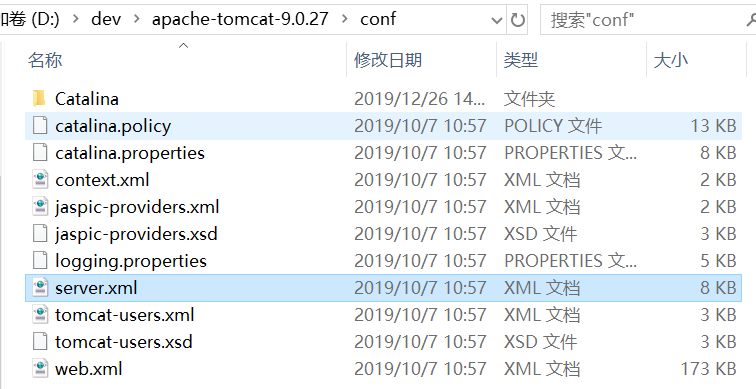 卷 (D:) > dev > apache-tomcat-9.0.27 > conf 搜索"conf"
名称 修改日期 类型 大小
Catalina 2019/12/26 14... 文件夹
catalina.policy 2019/10/7 10:57 POLICY 文件 13 KB
catalina.properties 2019/10/7 10:57 PROPERTIES 文... 8 KB
context.xml 2019/10/7 10:57 XML 文档 2 KB
jaspic-providers.xml 2019/10/7 10:57 XML 文档 2 KB
jaspic-providers.xsd 2019/10/7 10:57 XSD 文件 3 KB
logging.properties 2019/10/7 10:57 PROPERTIES 文... 5 KB
server.xml 2019/10/7 10:57 XML 文档 8 KB
tomcat-users.xml 2019/10/7 10:57 XML 文档 3 KB
tomcat-users.xsd 2019/10/7 10:57 XSD 文件 3 KB
web.xml 2019/10/7 10:57 XML 文档 173 KB